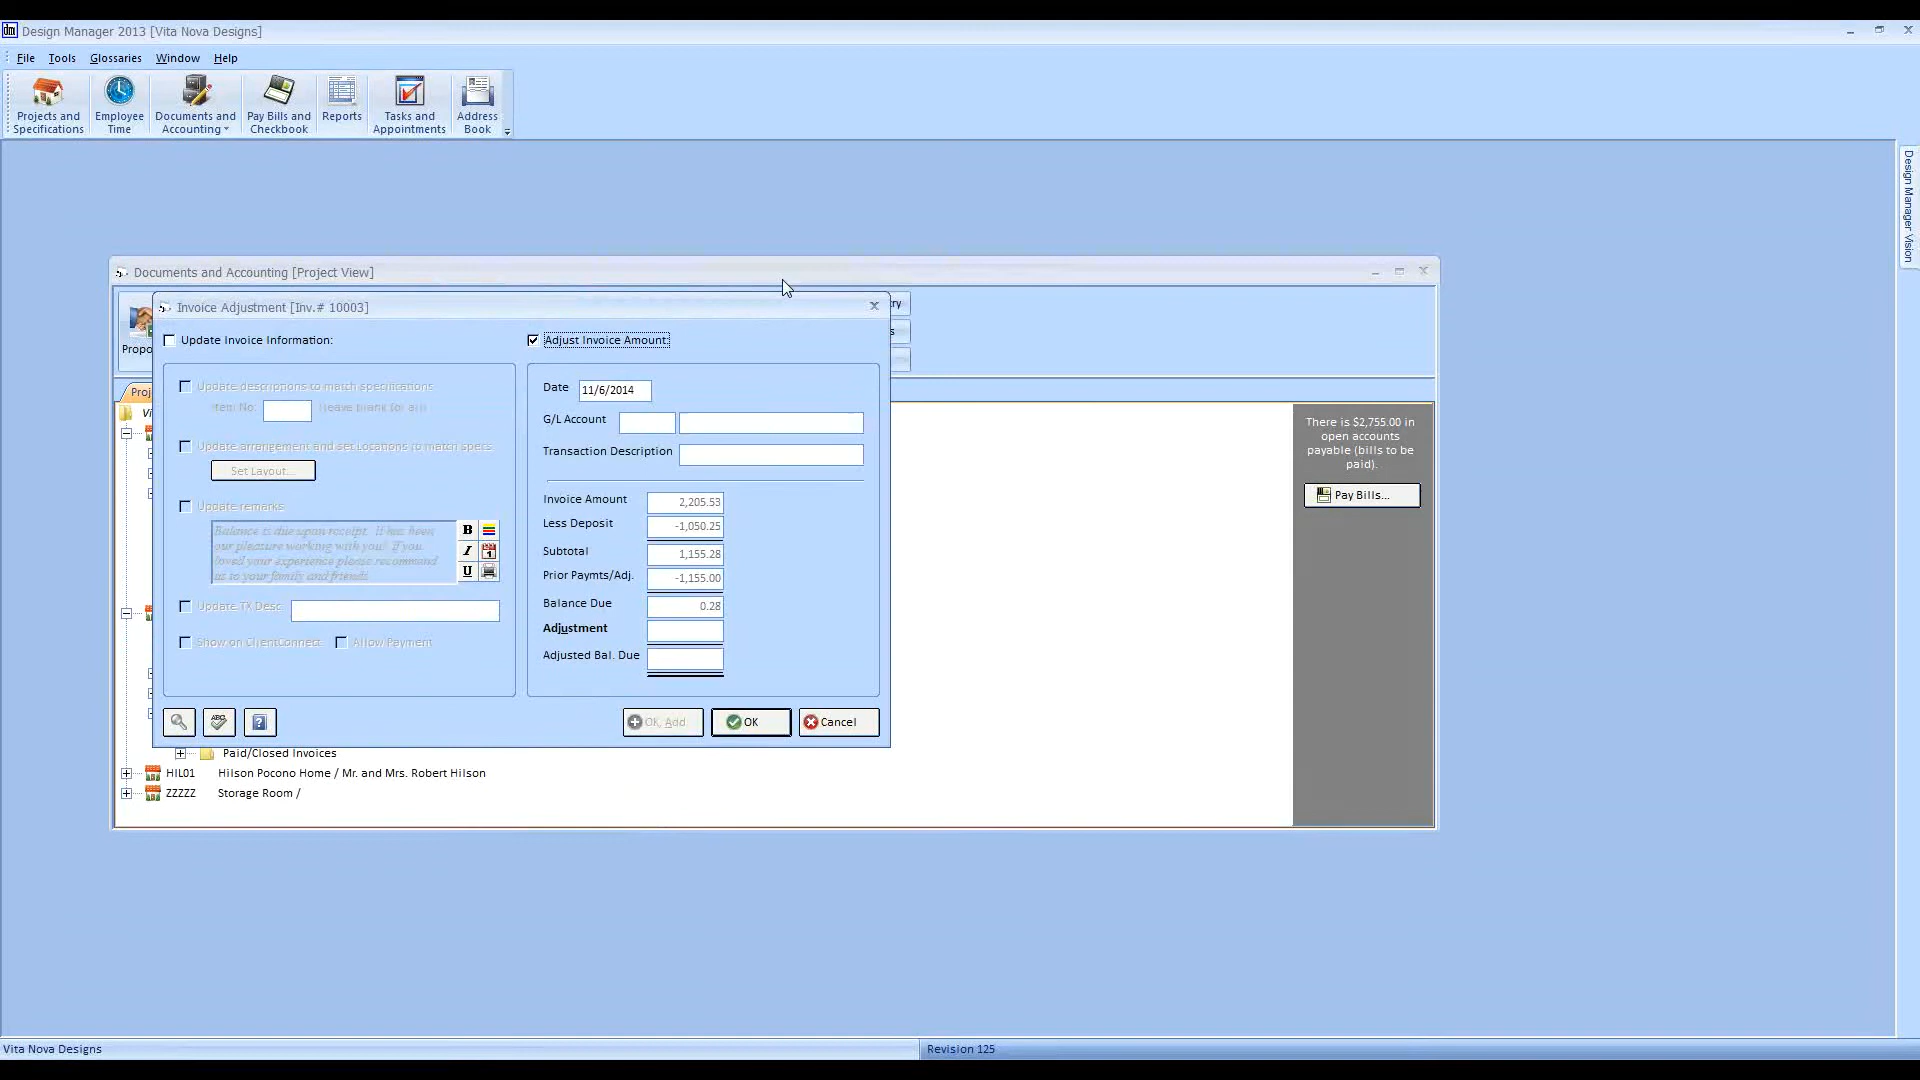 Design Manager 2013 [Vita Nova Designs]
File Tools Glossaries Window Help
Projects and Specifications
Employee Time
Documents and Accounting
Pay Bills and Checkbook
Reports
Tasks and Appointments
Address Book
Design Manager Vision
Documents and Accounting [Project View]
Invoice Adjustment [Inv.# 10003]
Update Invoice Information:
Adjust Invoice Amount:
Update descriptions to match specifications
Item No: (leave blank for all)
Update arrangement and set Locations to match specs
Set Layout...
Update remarks
Balance is due upon receipt. It has been
our pleasure working with you! If you
loved your experience please recommend
us to your family and friends
B
I
U
Update TX Desc
Show on ClientConnect Allow Payment
Date 11/6/2014
G/L Account
Transaction Description
Invoice Amount 2,205.53
Less Deposit -1,050.25
Subtotal 1,155.28
Prior Paymts/Adj. -1,155.00
Balance Due 0.28
Adjustment
Adjusted Bal. Due
ABC
OK, Add
OK
Cancel
Propo
Proj
Vi
ry
s
Paid/Closed Invoices
HIL01 Hilson Pocono Home / Mr. and Mrs. Robert Hilson
ZZZZZ Storage Room /
There is $2,755.00 in
open accounts
payable (bills to be
paid).
Pay Bills...
Vita Nova Designs
Revision 125